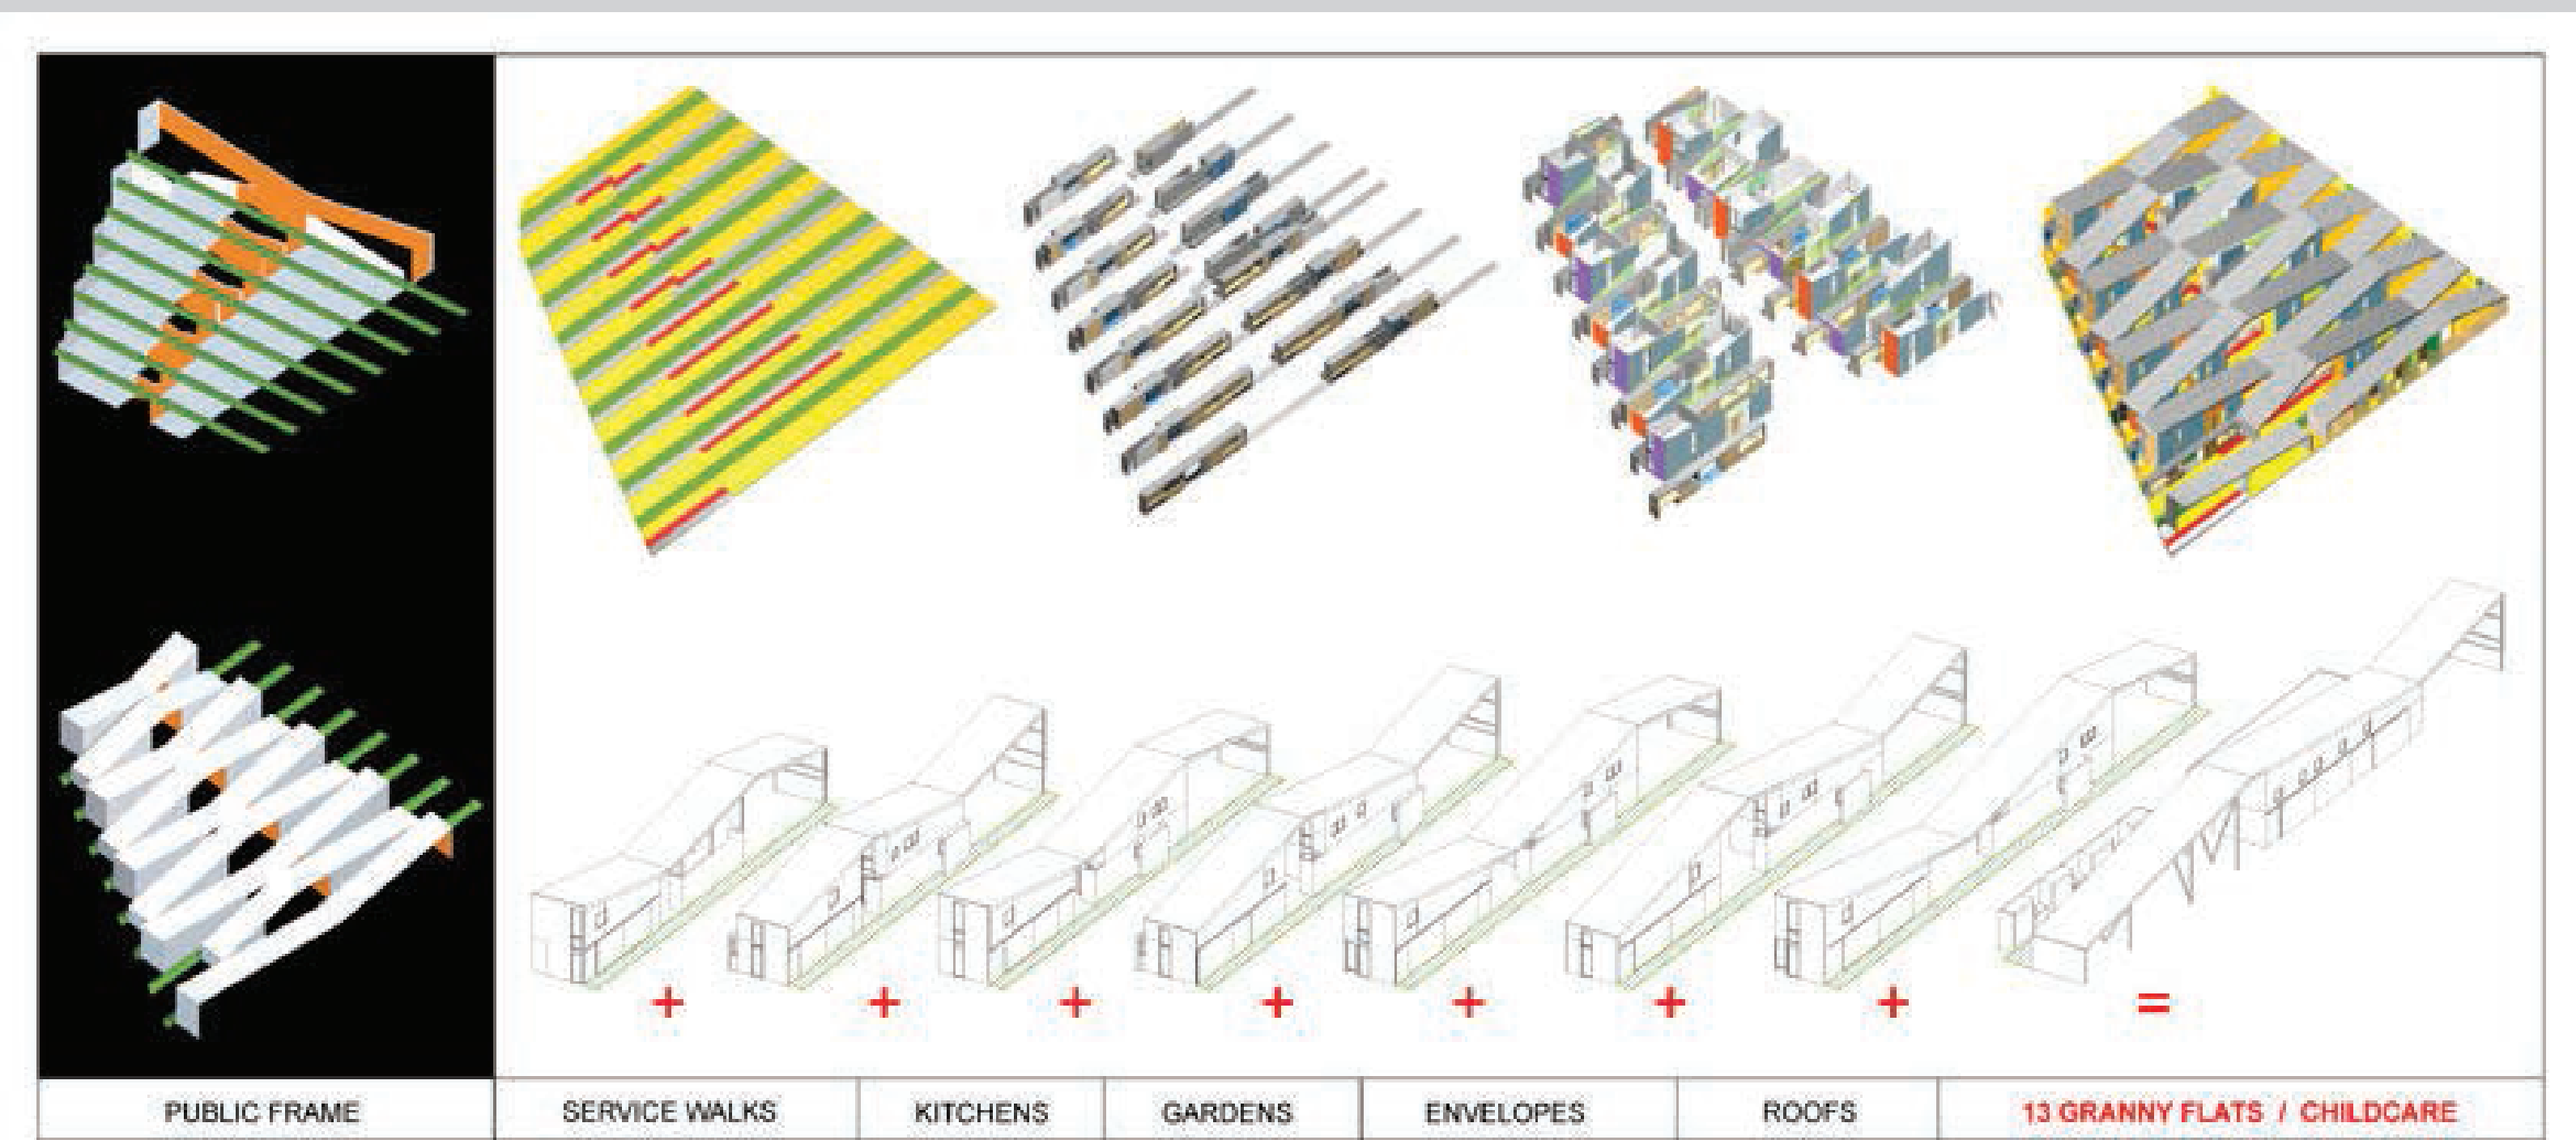 + + + + + + + =
PUBLIC FRAME SERVICE WALKS KITCHENS GARDENS ENVELOPES ROOFS 13 GRANNY FLATS / CHILDCARE